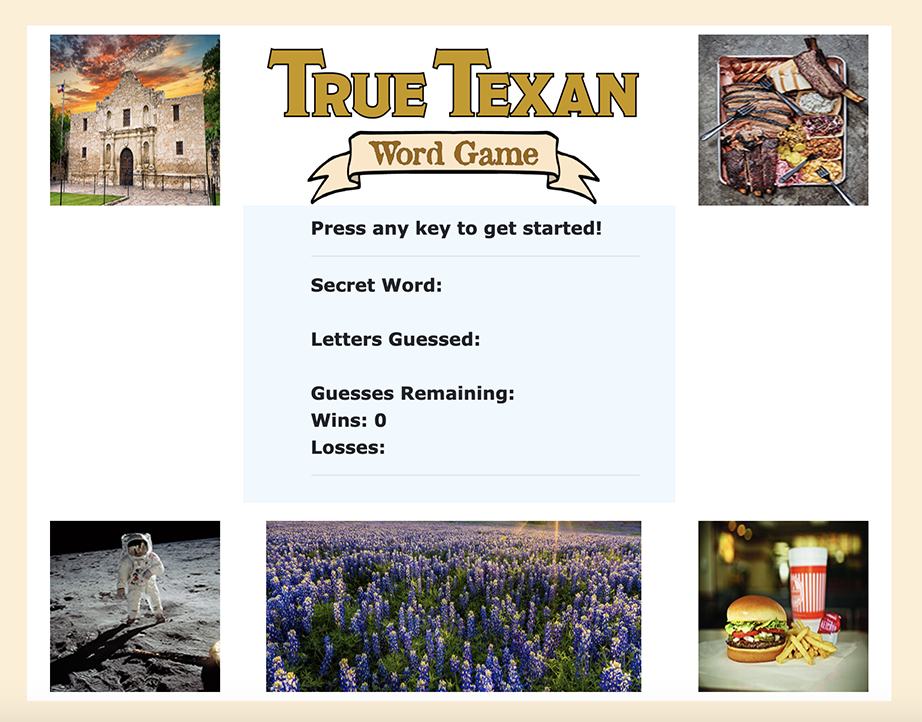 TRUE TEXAN
Word Game
Press any key to get started!
Secret Word:
Letters Guessed:
Guesses Remaining:
Wins: 0
Losses: